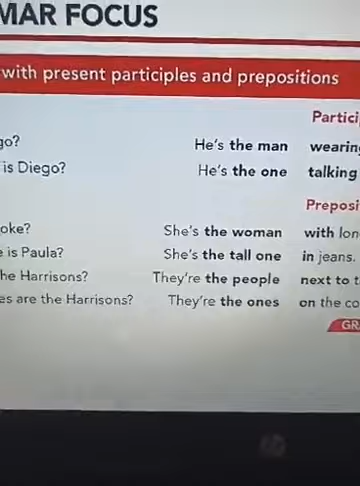 MAR FOCUS
with present participles and prepositions
go?
is Diego?
oke?
is Paula?
he Harrisons?
es are the Harrisons?
Partici
He's the man wearing
He's the one talking
Preposi
She's the woman with lon
She's the tall one in jeans.
They're the people next to t
They're the ones on the co
GR